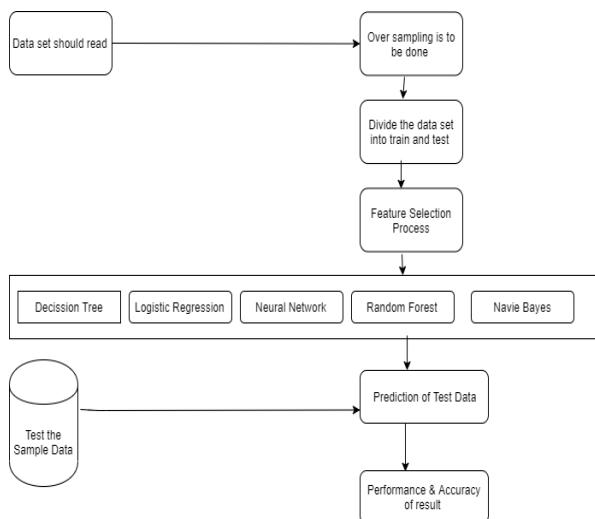 Data set should read
Over sampling is to
be done
Divide the data set
into train and test
Feature Selection
Process
Decission Tree
Logistic Regression
Neural Network
Random Forest
Navie Bayes
Test the
Sample Data
Prediction of Test Data
Performance & Accuracy
of result